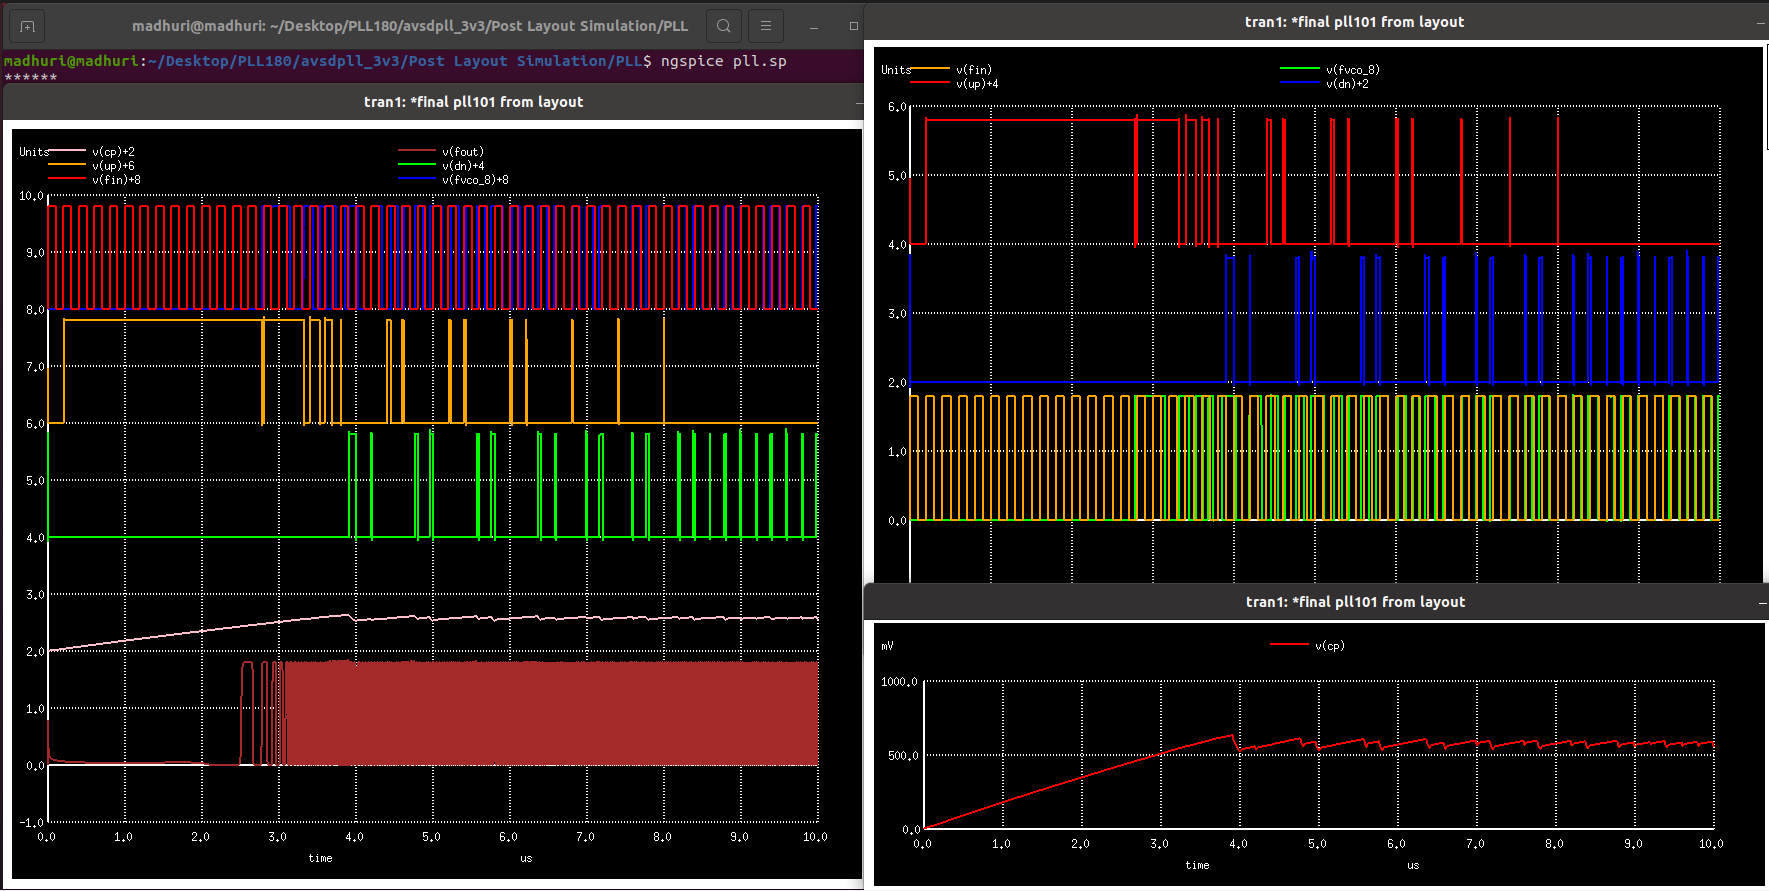 madhuri@madhuri: ~/Desktop/PLL180/avsdpll_3v3/Post Layout Simulation/PLL
madhuri@madhuri:~/Desktop/PLL180/avsdpll_3v3/Post Layout Simulation/PLL$ ngspice pll.sp
******
tran1: *final pll101 from layout
Units
v(cp)+2
v(fout)
v(up)+6
v(dn)+4
v(fin)+8
v(fvco_8)+8
10.0
9.0
8.0
7.0
6.0
5.0
4.0
3.0
2.0
1.0
0.0
-1.0
0.0 1.0 2.0 3.0 4.0 5.0 6.0 7.0 8.0 9.0 10.0
time us
tran1: *final pll101 from layout
Units
v(fin)
v(fvco_8)
v(up)+4
v(dn)+2
6.0
5.0
4.0
3.0
2.0
1.0
0.0
tran1: *final pll101 from layout
mV
v(cp)
1000.0
500.0
0.0
0.0 1.0 2.0 3.0 4.0 5.0 6.0 7.0 8.0 9.0 10.0
time us